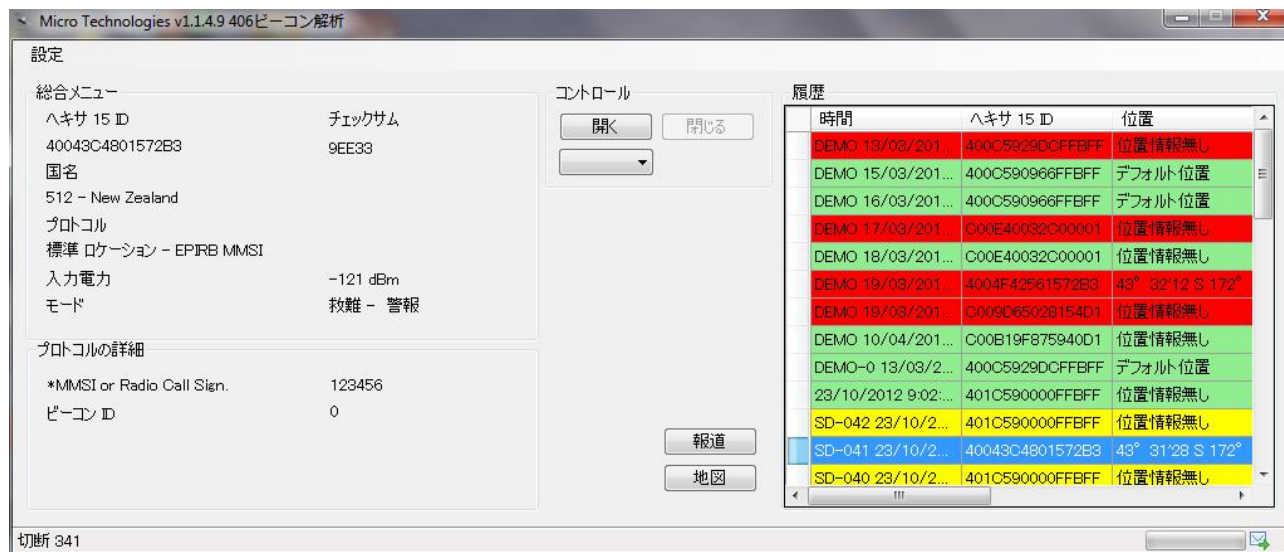 Micro Technologies v1.1.4.9 406ビーコン解析
設定
総合メニュー
ヘキサ 15 ID チェックサム
40043C4801572B3 9EE33
国名
512 - New Zealand
プロトコル
標準 ロケーション - EPIRB MMSI
入力電力 -121 dBm
モード 救難 - 警報
プロトコルの詳細
*MMSI or Radio Call Sign. 123456
ビーコン ID 0
コントロール
開く 閉じる
報道
地図
履歴
時間 ヘキサ 15 ID 位置
DEMO 13/03/201... 400C5929DCFFBFF 位置情報無し
DEMO 15/03/201... 400C590966FFBFF デフォルト位置
DEMO 16/03/201... 400C590966FFBFF デフォルト位置
DEMO 17/03/201... C00E40032C00001 位置情報無し
DEMO 18/03/201... C00E40032C00001 位置情報無し
DEMO 19/03/201... 4004F42561572B3 43° 32'12 S 172°
DEMO 19/03/201... C009D65028154D1 位置情報無し
DEMO 10/04/201... C00B19F875940D1 位置情報無し
DEMO-0 13/03/2... 400C5929DCFFBFF デフォルト位置
23/10/2012 9:02:... 401C590000FFBFF 位置情報無し
SD-042 23/10/2... 401C590000FFBFF 位置情報無し
SD-041 23/10/2... 40043C4801572B3 43° 31'28 S 172°
SD-040 23/10/2... 401C590000FFBFF 位置情報無し
切断 341